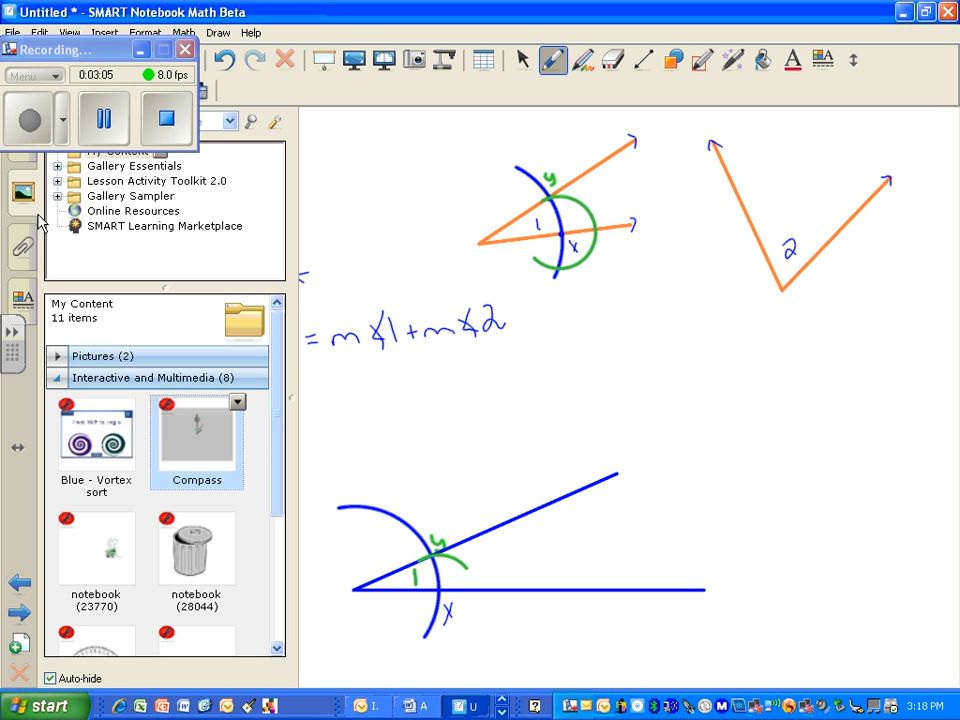 Untitled * - SMART Notebook Math Beta
File Edit View Insert Format Math Draw Help
Recording...
Menu 0:03:05 8.0 fps
Gallery Essentials
Lesson Activity Toolkit 2.0
Gallery Sampler
Online Resources
SMART Learning Marketplace
My Content
11 items
Pictures (2)
Interactive and Multimedia (8)
Blue - Vortex
sort
Compass
notebook
(23770)
notebook
(28044)
Auto-hide
y
1
x
2
= m∢1 + m∢2
y
1
x
start
I.
A
U
3:18 PM